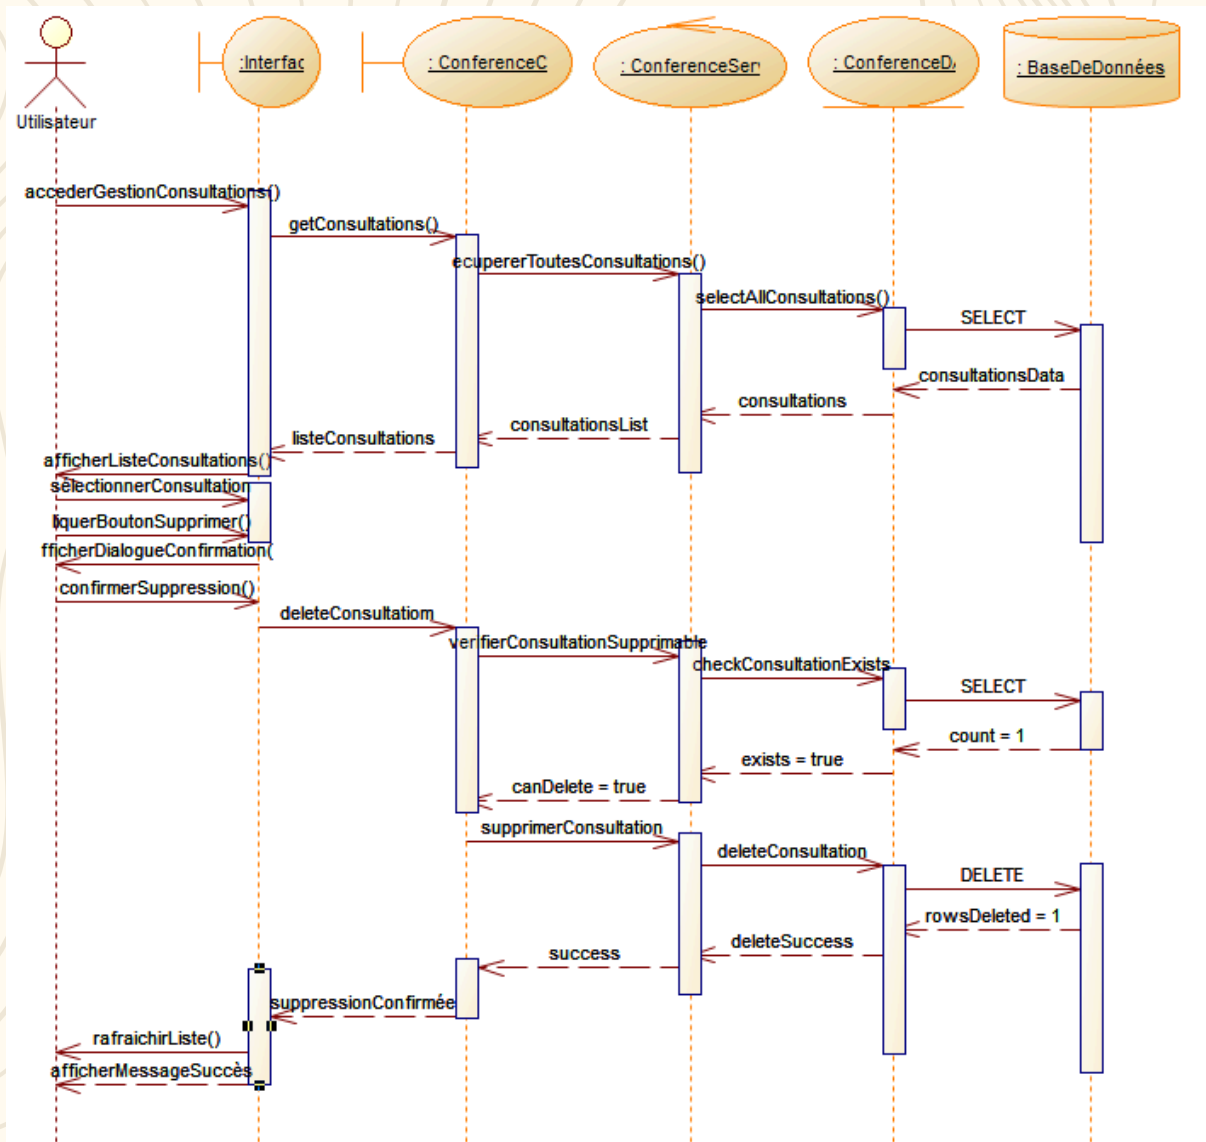 :Interfac
: ConferenceC
: ConferenceSer
: ConferenceDA
: BaseDeDonnées
Utilisateur
accederGestionConsultations()
getConsultations()
ecupererToutesConsultations()
selectAllConsultations()
SELECT
consultationsData
consultations
consultationsList
listeConsultations
afficherListeConsultations()
selectionnerConsultation
liquerBoutonSupprimer()
fficherDialogueConfirmation(
confirmerSuppression()
deleteConsultation
verifierConsultationSupprimable
checkConsultationExists
SELECT
count = 1
exists = true
canDelete = true
supprimerConsultation
deleteConsultation
DELETE
rowsDeleted = 1
deleteSuccess
success
suppressionConfirmée
rafraichirListe()
afficherMessageSuccès